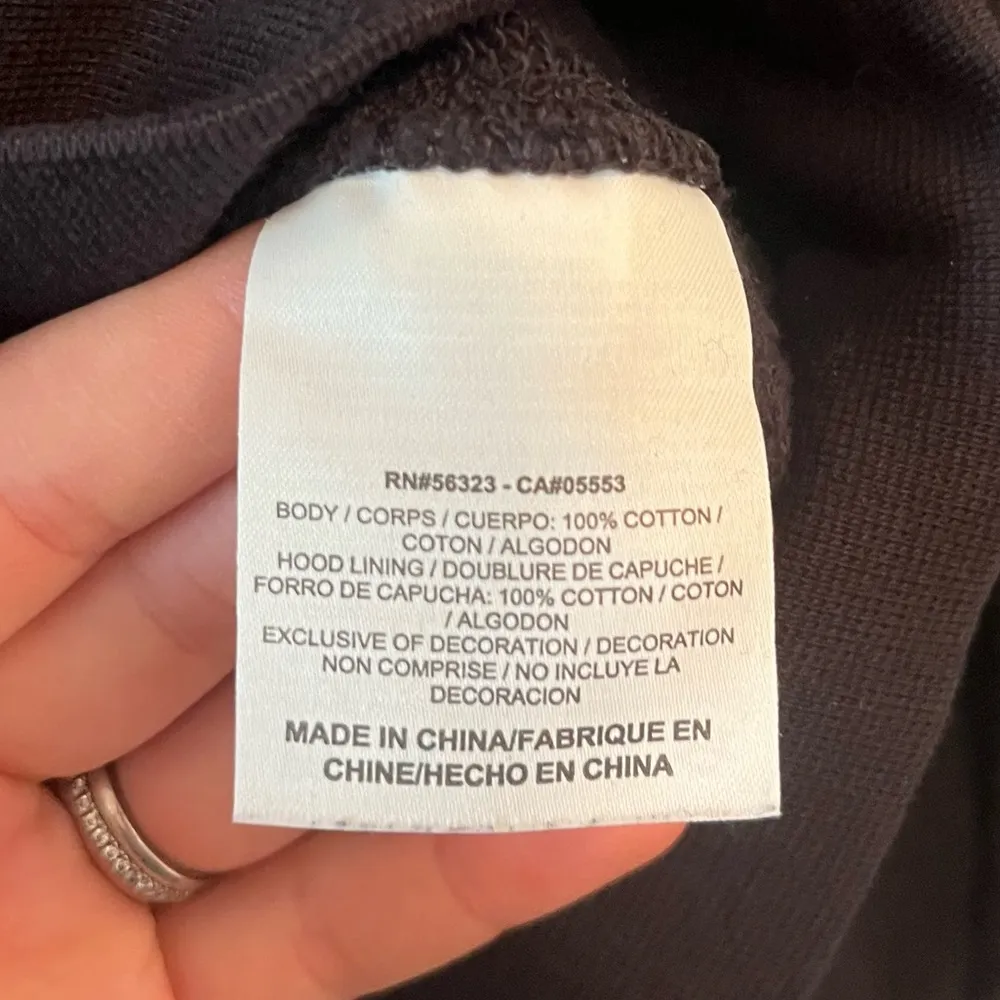 RN#56323 - CA#05553
BODY / CORPS / CUERPO: 100% COTTON /
COTON / ALGODON
HOOD LINING / DOUBLURE DE CAPUCHE /
FORRO DE CAPUCHA: 100% COTTON / COTON
/ ALGODON
EXCLUSIVE OF DECORATION / DECORATION
NON COMPRISE / NO INCLUYE LA
DECORACION
MADE IN CHINA/FABRIQUE EN
CHINE/HECHO EN CHINA